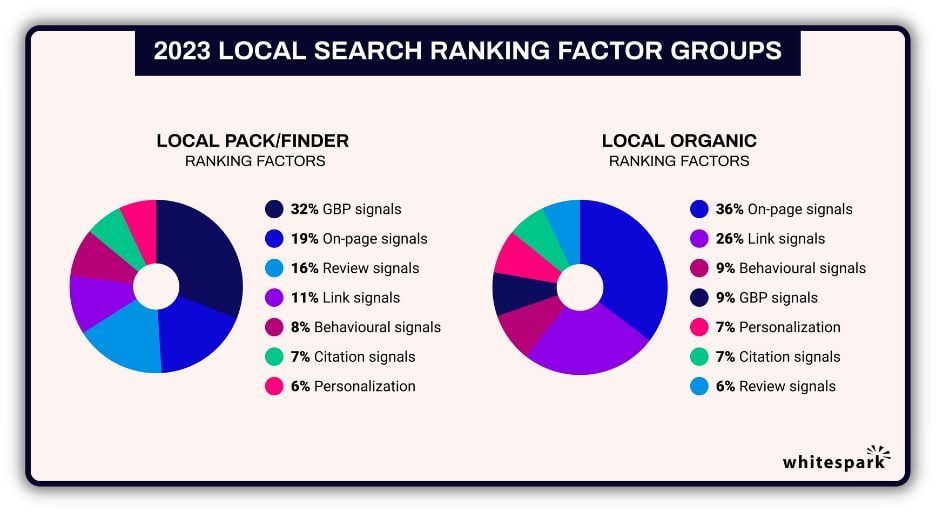 2023 LOCAL SEARCH RANKING FACTOR GROUPS
LOCAL PACK/FINDER
RANKING FACTORS
32% GBP signals
19% On-page signals
16% Review signals
11% Link signals
8% Behavioural signals
7% Citation signals
6% Personalization
LOCAL ORGANIC
RANKING FACTORS
36% On-page signals
26% Link signals
9% Behavioural signals
9% GBP signals
7% Personalization
7% Citation signals
6% Review signals
whitespark